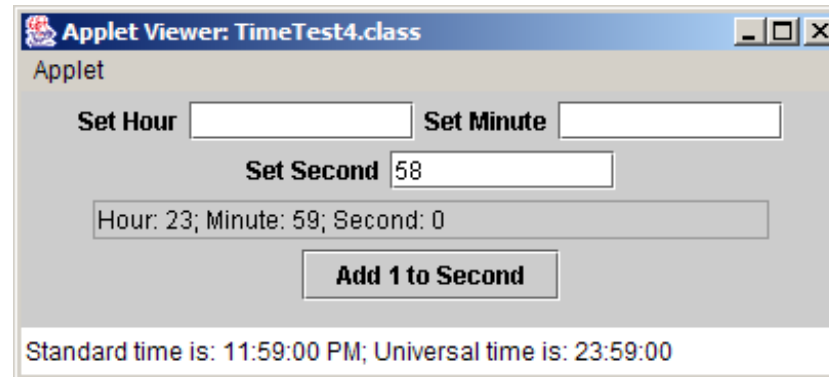 Applet Viewer: TimeTest4.class
Applet
Set Hour Set Minute
Set Second 58
Hour: 23; Minute: 59; Second: 0
Add 1 to Second
Standard time is: 11:59:00 PM; Universal time is: 23:59:00